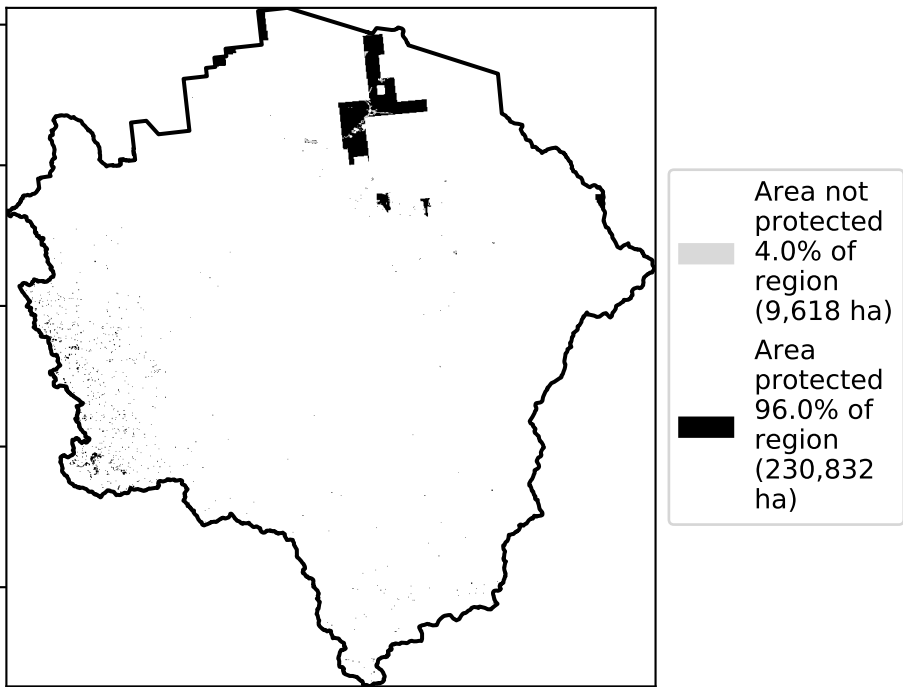 Area not
protected
4.0% of
region
(9,618 ha)
Area
protected
96.0% of
region
(230,832
ha)